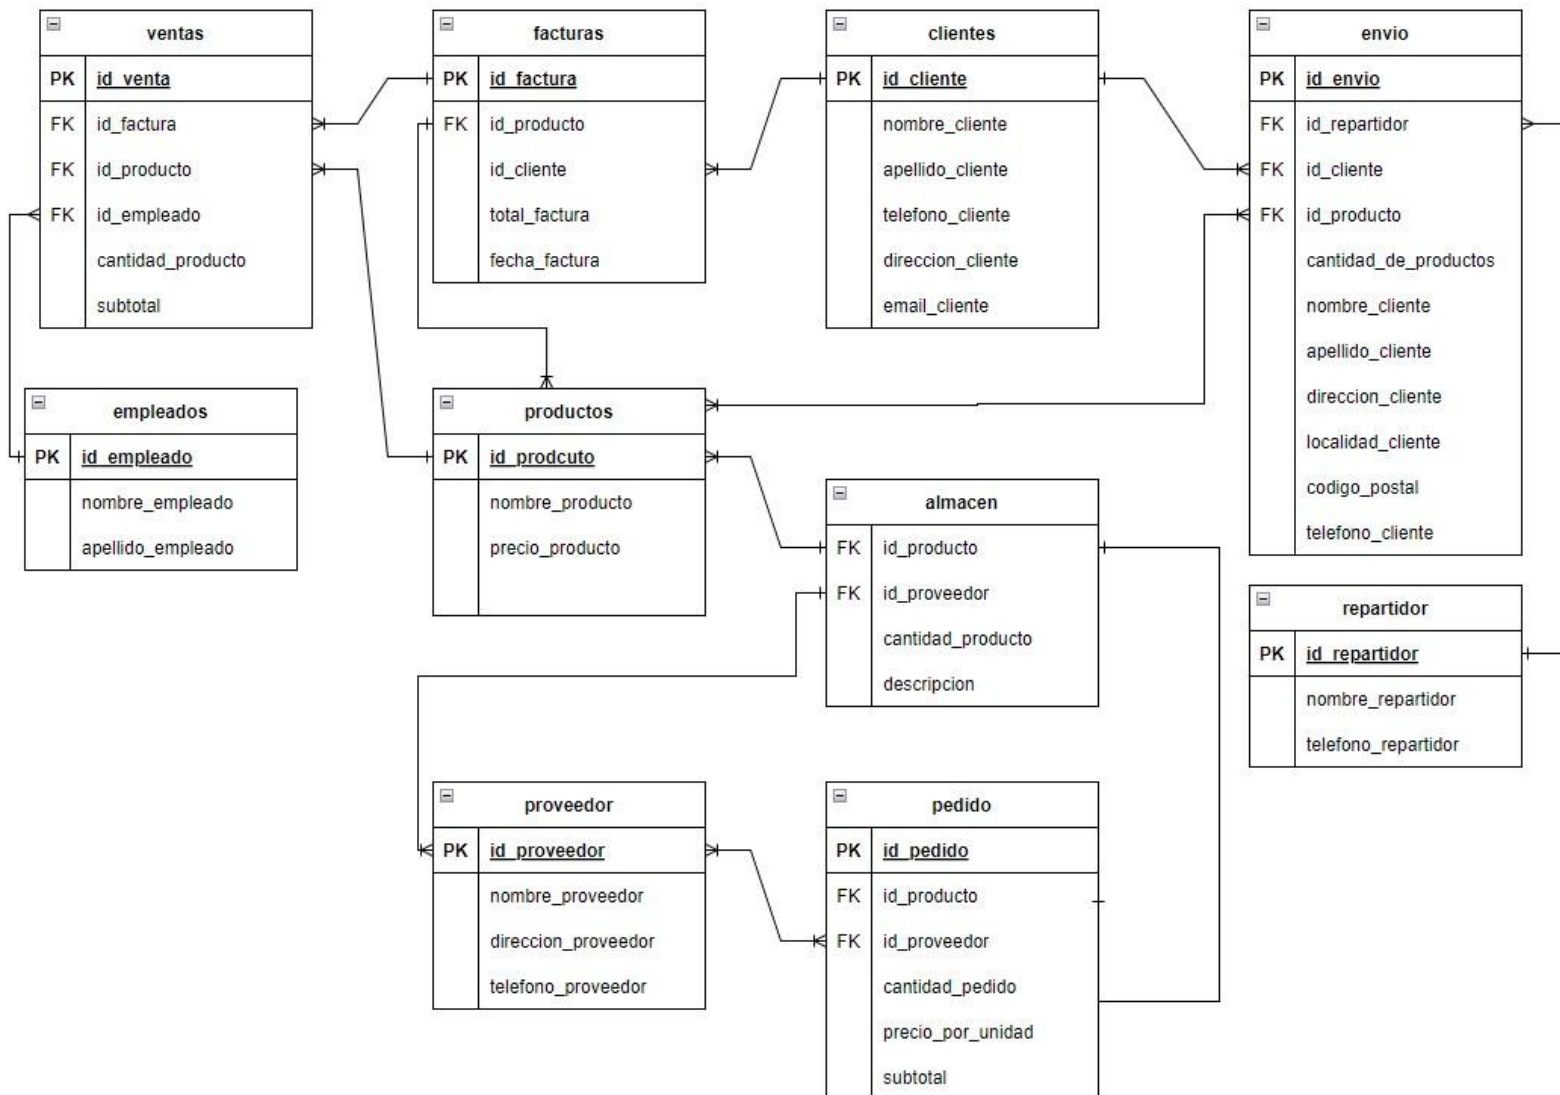 ventas
PK id_venta
FK id_factura
FK id_producto
FK id_empleado
cantidad_producto
subtotal
facturas
PK id_factura
FK id_producto
id_cliente
total_factura
fecha_factura
clientes
PK id_cliente
nombre_cliente
apellido_cliente
telefono_cliente
direccion_cliente
email_cliente
envio
PK id_envio
FK id_repartidor
FK id_cliente
FK id_producto
cantidad_de_productos
nombre_cliente
apellido_cliente
direccion_cliente
localidad_cliente
codigo_postal
telefono_cliente
empleados
PK id_empleado
nombre_empleado
apellido_empleado
productos
PK id_prodcuto
nombre_producto
precio_producto
almacen
FK id_producto
FK id_proveedor
cantidad_producto
descripcion
repartidor
PK id_repartidor
nombre_repartidor
telefono_repartidor
proveedor
PK id_proveedor
nombre_proveedor
direccion_proveedor
telefono_proveedor
pedido
PK id_pedido
FK id_producto
FK id_proveedor
cantidad_pedido
precio_por_unidad
subtotal